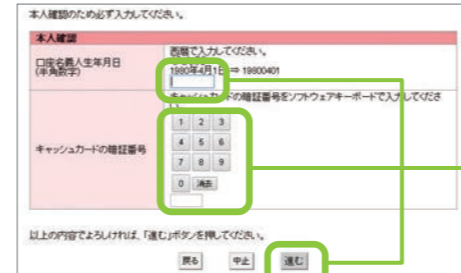 本人確認のため必ず入力してください。
本人確認
口座名義人生年月日
(半角数字)
西暦で入力してください。
1980年4月1日 ⇒ 19800401
キャッシュカードの暗証番号
キャッシュカードの暗証番号をソフトウェアキーボードで入力してくださ
い。
1 2 3
4 5 6
7 8 9
0 消去
以上の内容でよろしければ、「進む」ボタンを押してください。
戻る 中止 進む